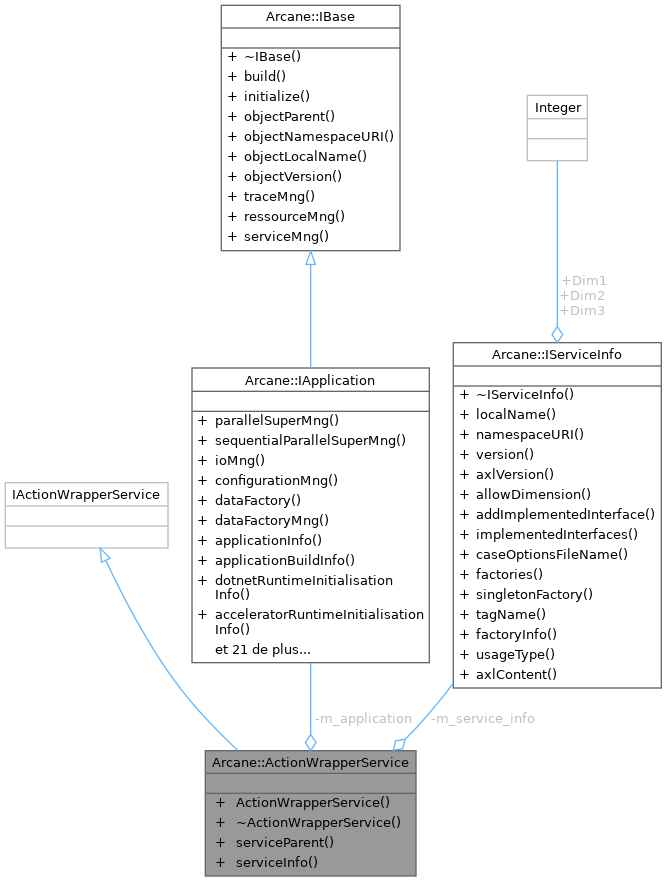 Arcane::IBase
+ ~IBase()
+ build()
+ initialize()
+ objectParent()
+ objectNamespaceURI()
+ objectLocalName()
+ objectVersion()
+ traceMng()
+ ressourceMng()
+ serviceMng()
Integer
+Dim1
+Dim2
+Dim3
Arcane::IServiceInfo
+ ~IServiceInfo()
+ localName()
+ namespaceURI()
+ version()
+ axlVersion()
+ allowDimension()
+ addImplementedInterface()
+ implementedInterfaces()
+ caseOptionsFileName()
+ factories()
+ singletonFactory()
+ tagName()
+ factoryInfo()
+ usageType()
+ axlContent()
Arcane::IApplication
+ parallelSuperMng()
+ sequentialParallelSuperMng()
+ ioMng()
+ configurationMng()
+ dataFactory()
+ dataFactoryMng()
+ applicationInfo()
+ applicationBuildInfo()
+ dotnetRuntimeInitialisation
Info()
+ acceleratorRuntimeInitialisation
Info()
et 21 de plus...
IActionWrapperService
-m_application
-m_service_info
Arcane::ActionWrapperService
+ ActionWrapperService()
+ ~ActionWrapperService()
+ serviceParent()
+ serviceInfo()